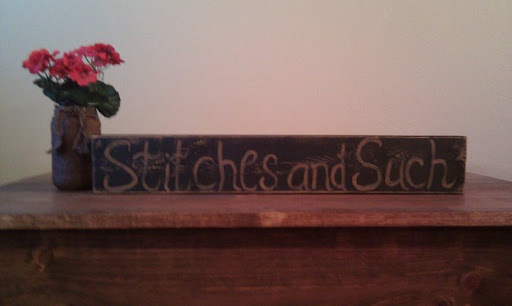 Stitches and Such